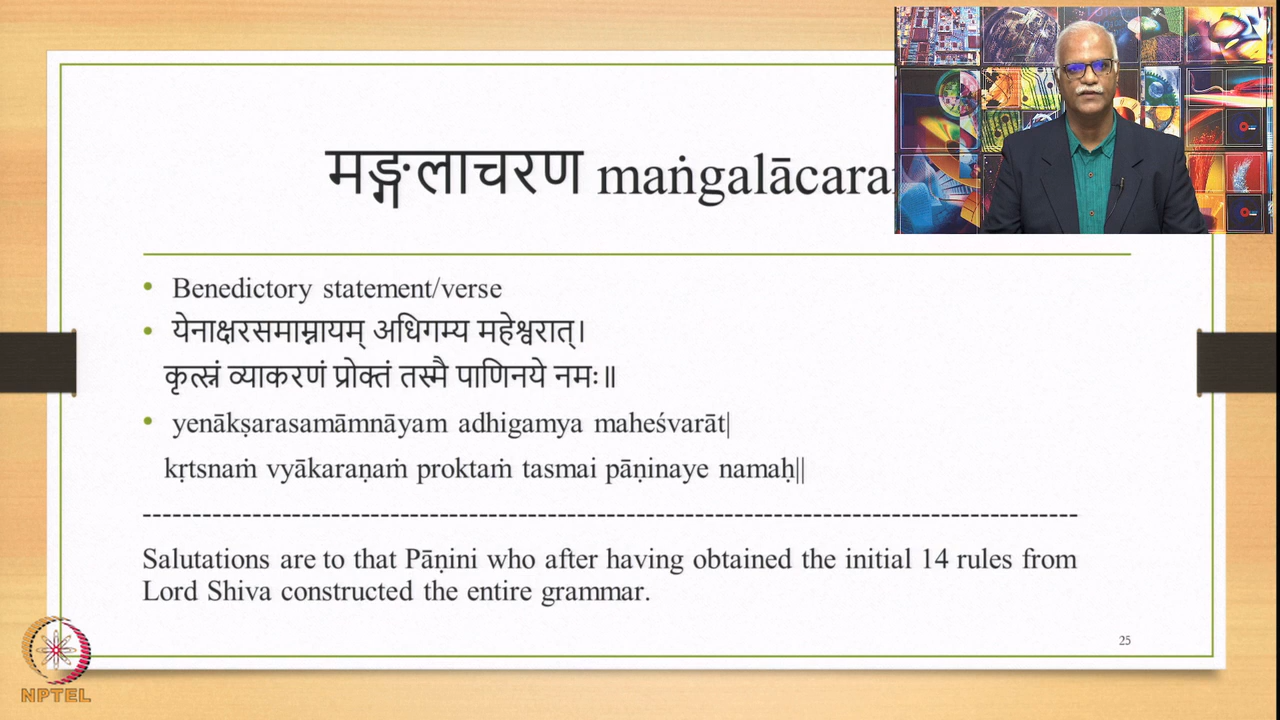 मङ्गलाचरण
Benedictory statement/verse
येनाक्षरसमाम्नायम् अधिगम्य महेश्वरात्।
कृत्स्नं व्याकरणं प्रोक्तं तस्मै पाणिनये नमः॥
yenākṣarasamāmnāyam adhigamya maheśvarāt|
kṛtsnaṁ vyākaraṇaṁ proktaṁ tasmai pāṇinaye namaḥ||
Salutations are to that Pāṇini who after having obtained the initial 14 rules from
Lord Shiva constructed the entire grammar.
25
NPTEL